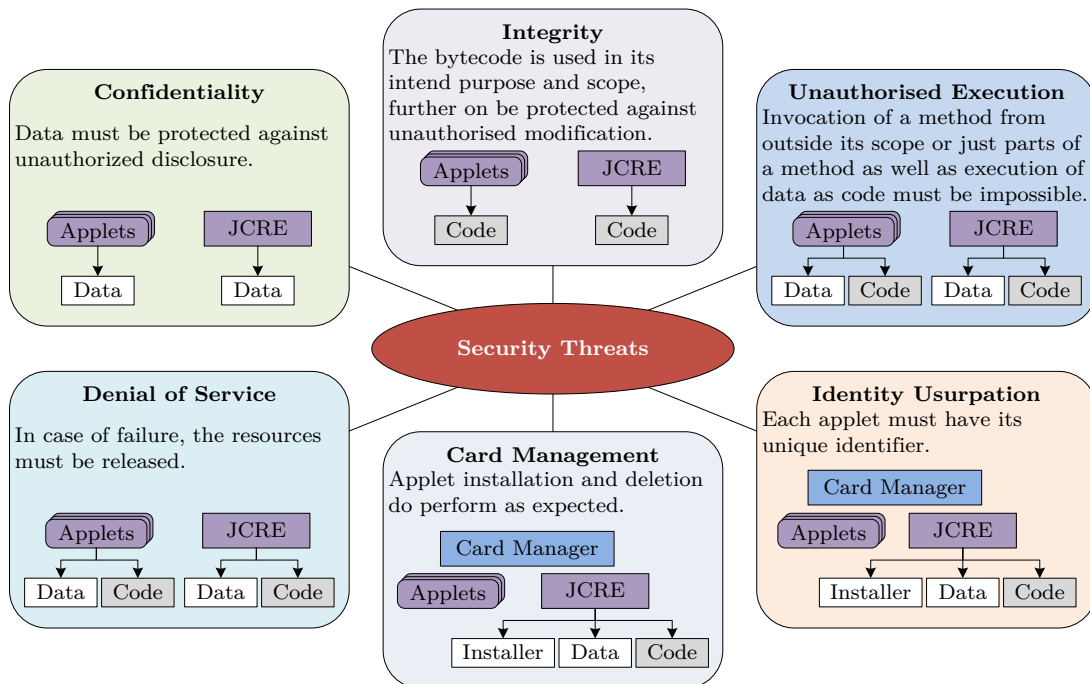 Confidentiality
Data must be protected against
unauthorized disclosure.
Applets
JCRE
Data
Data
Integrity
The bytecode is used in its
intend purpose and scope,
further on be protected against
unauthorised modification.
Applets
JCRE
Code
Code
Unauthorised Execution
Invocation of a method from
outside its scope or just parts of
a method as well as execution of
data as code must be impossible.
Applets
JCRE
Data
Code
Data
Code
Security Threats
Denial of Service
In case of failure, the resources
must be released.
Applets
JCRE
Data
Code
Data
Code
Card Management
Applet installation and deletion
do perform as expected.
Card Manager
Applets
JCRE
Installer
Data
Code
Identity Usurpation
Each applet must have its
unique identifier.
Card Manager
Applets
JCRE
Installer
Data
Code